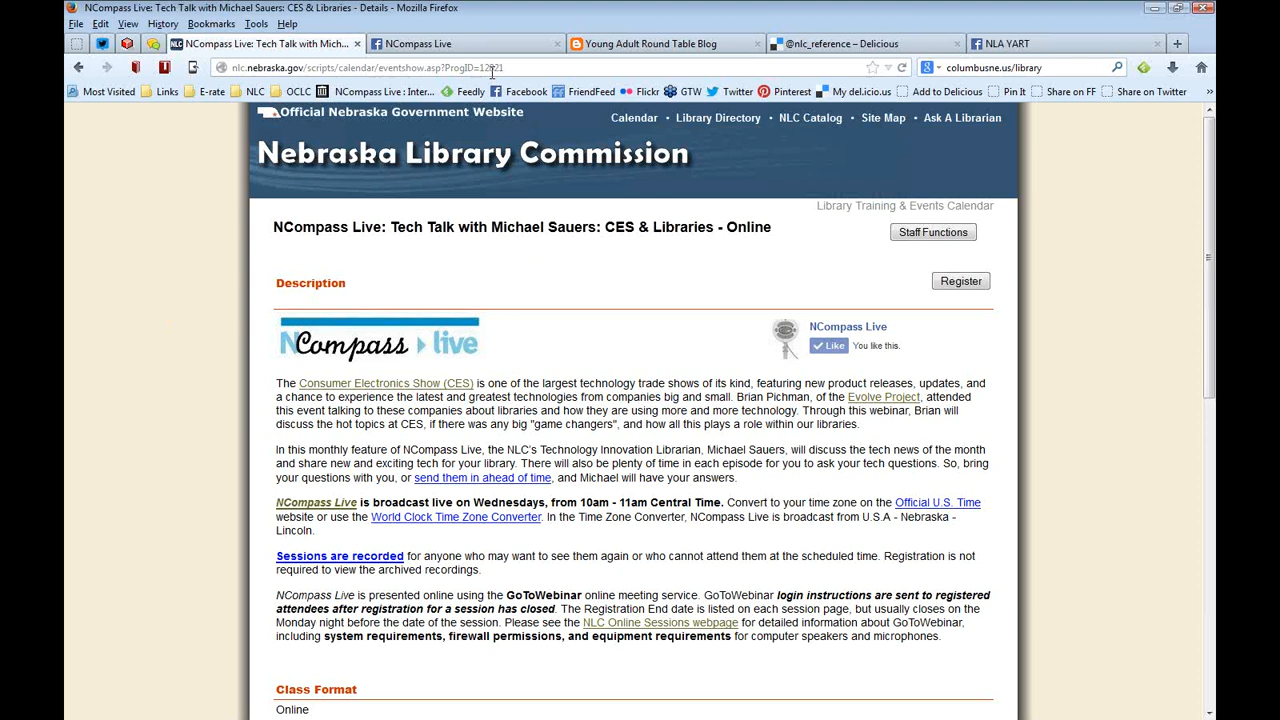 NCompass Live: Tech Talk with Michael Sauers: CES & Libraries - Details - Mozilla Firefox
File Edit View History Bookmarks Tools Help
NCompass Live: Tech Talk with Mich... × NCompass Live × Young Adult Round Table Blog × @nlc_reference – Delicious × NLA YART ×
nlc.nebraska.gov/scripts/calendar/eventshow.asp?ProgID= columbusne.us/library
Most Visited Links E-rate NLC OCLC NCompass Live : Inter... Feedly Facebook FriendFeed Flickr GTW Twitter Pinterest My del.icio.us Add to Delicious Pin It Share on FF Share on Twitter »
Official Nebraska Government Website
Calendar • Library Directory • NLC Catalog • Site Map • Ask A Librarian
Nebraska Library Commission
Library Training & Events Calendar
NCompass Live: Tech Talk with Michael Sauers: CES & Libraries - Online
Staff Functions
Description
Register
NCompass live
NCompass Live
Like You like this.
The Consumer Electronics Show (CES) is one of the largest technology trade shows of its kind, featuring new product releases, updates, and
a chance to experience the latest and greatest technologies from companies big and small. Brian Pichman, of the Evolve Project, attended
this event talking to these companies about libraries and how they are using more and more technology. Through this webinar, Brian will
discuss the hot topics at CES, if there was any big "game changers", and how all this plays a role within our libraries.
In this monthly feature of NCompass Live, the NLC's Technology Innovation Librarian, Michael Sauers, will discuss the tech news of the month
and share new and exciting tech for your library. There will also be plenty of time in each episode for you to ask your tech questions. So, bring
your questions with you, or send them in ahead of time, and Michael will have your answers.
NCompass Live is broadcast live on Wednesdays, from 10am - 11am Central Time. Convert to your time zone on the Official U.S. Time
website or use the World Clock Time Zone Converter. In the Time Zone Converter, NCompass Live is broadcast from U.S.A - Nebraska -
Lincoln.
Sessions are recorded for anyone who may want to see them again or who cannot attend them at the scheduled time. Registration is not
required to view the archived recordings.
NCompass Live is presented online using the GoToWebinar online meeting service. GoToWebinar login instructions are sent to registered
attendees after registration for a session has closed. The Registration End date is listed on each session page, but usually closes on the
Monday night before the date of the session. Please see the NLC Online Sessions webpage for detailed information about GoToWebinar,
including system requirements, firewall permissions, and equipment requirements for computer speakers and microphones.
Class Format
Online